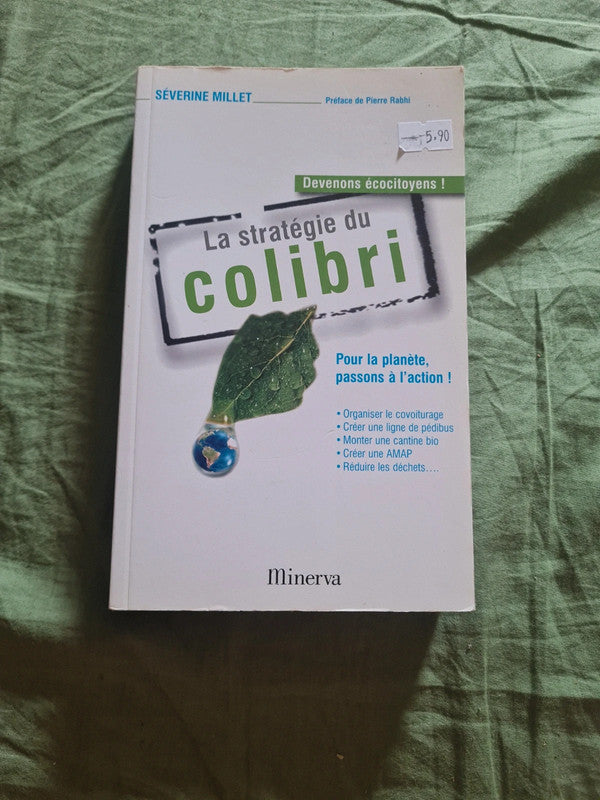 SÉVERINE MILLET
Préface de Pierre Rabhi
5,90
Devenons écocitoyens !
La stratégie du
colibri
Pour la planète,
passons à l'action !
• Organiser le covoiturage
• Créer une ligne de pédibus
• Monter une cantine bio
• Créer une AMAP
• Réduire les déchets....
Minerva